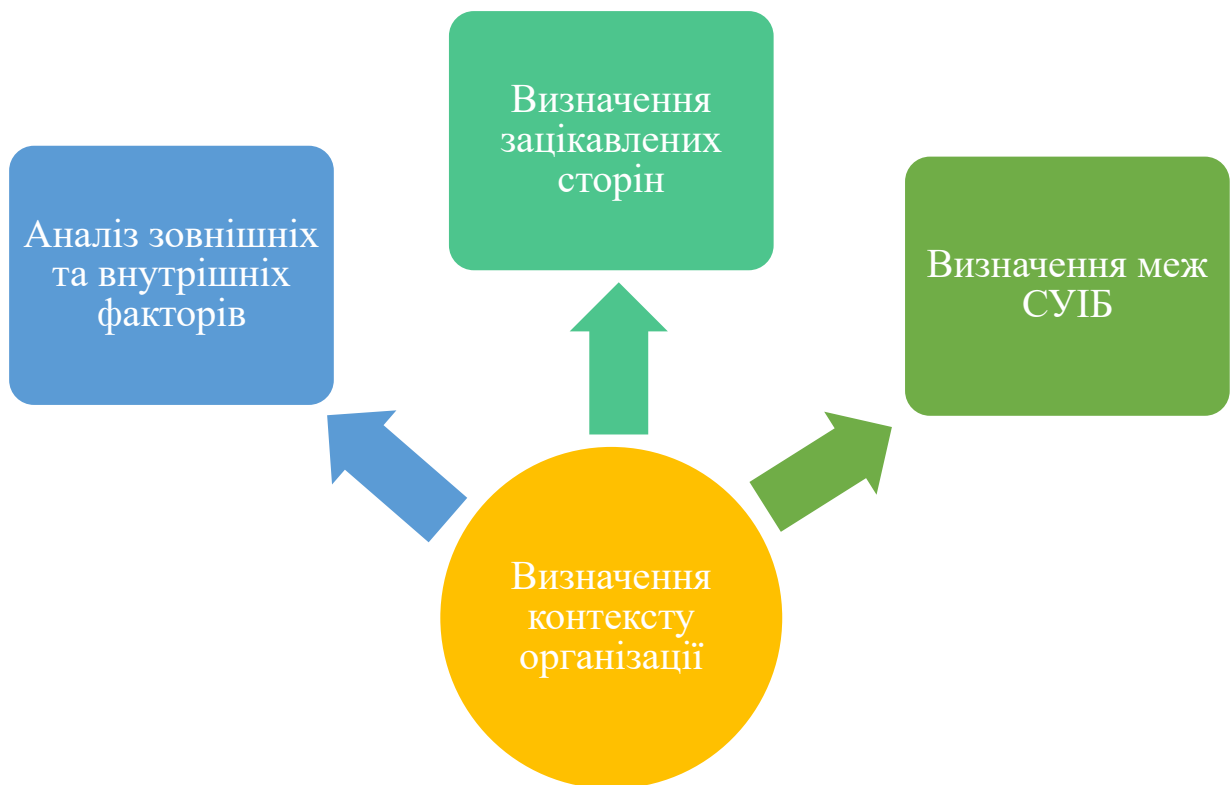 Визначення
зацікавлених
сторін
Аналіз зовнішніх
та внутрішніх
факторів
Визначення меж
СУІБ
Визначення
контексту
організації